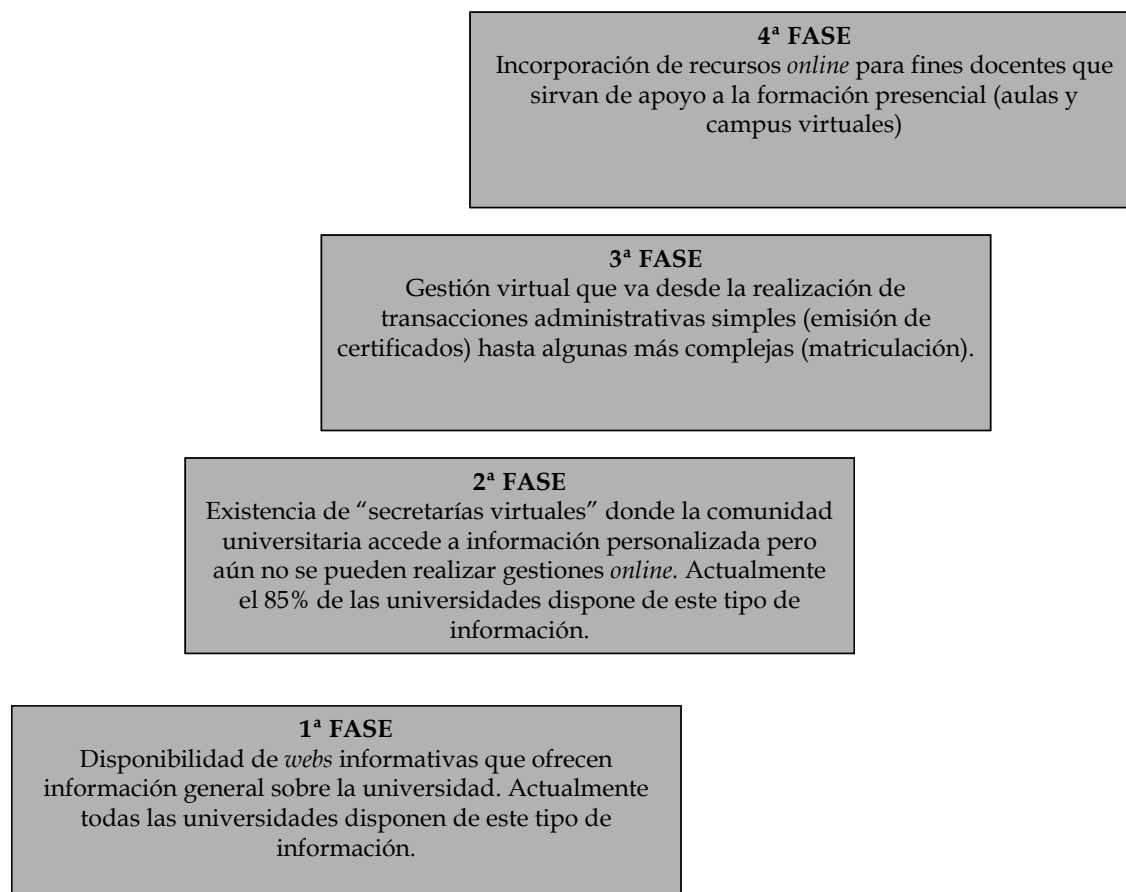 4ª FASE
Incorporación de recursos online para fines docentes que
sirvan de apoyo a la formación presencial (aulas y
campus virtuales)
3ª FASE
Gestión virtual que va desde la realización de
transacciones administrativas simples (emisión de
certificados) hasta algunas más complejas (matriculación).
2ª FASE
Existencia de “secretarías virtuales” donde la comunidad
universitaria accede a información personalizada pero
aún no se pueden realizar gestiones online. Actualmente
el 85% de las universidades dispone de este tipo de
información.
1ª FASE
Disponibilidad de webs informativas que ofrecen
información general sobre la universidad. Actualmente
todas las universidades disponen de este tipo de
información.